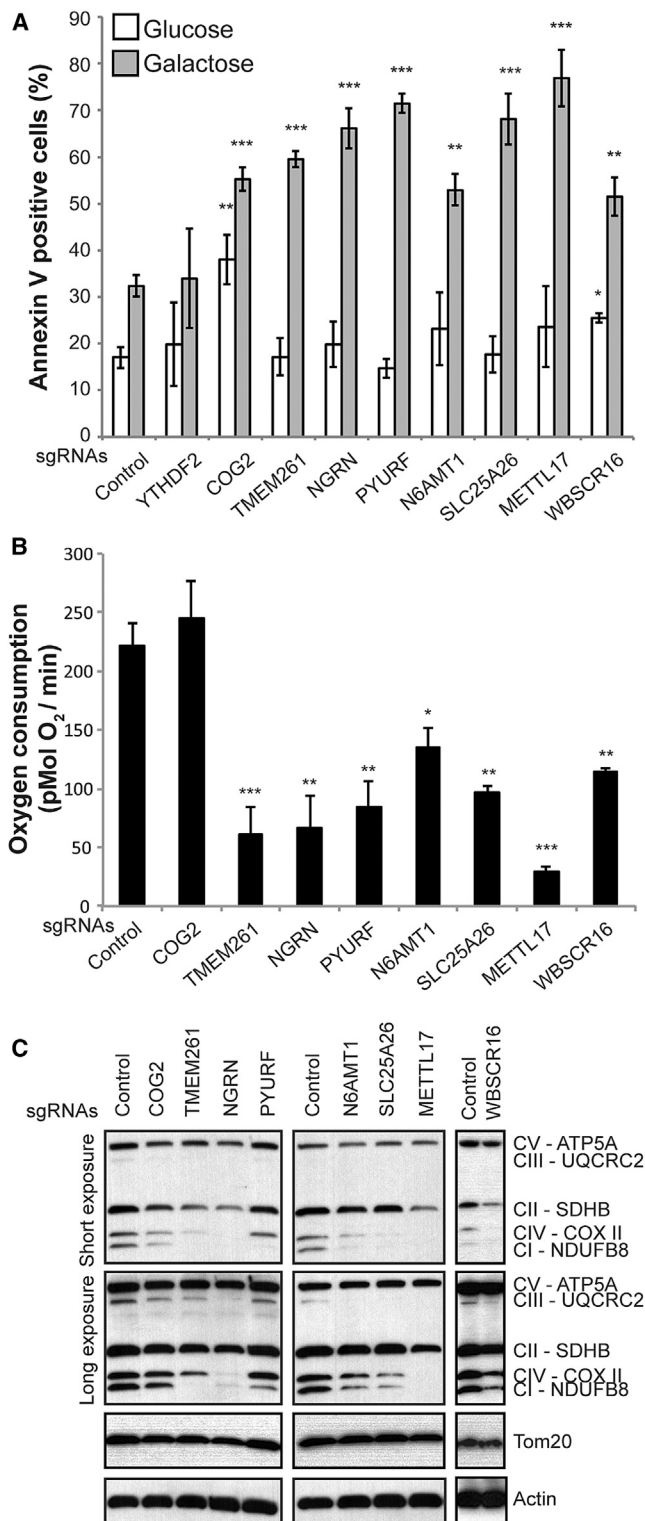 A
Glucose
Galactose
Annexin V positive cells (%)
90
80
70
60
50
40
30
20
10
0
** *** *** *** *** ** *** *** * **
sgRNAs
Control
YTHDF2
COG2
TMEM261
NGRN
PYURF
N6AMT1
SLC25A26
METTL17
WBSCR16
B
Oxygen consumption
(pMol O2 / min)
300
250
200
150
100
50
0
*** ** ** * ** *** **
sgRNAs
Control
COG2
TMEM261
NGRN
PYURF
N6AMT1
SLC25A26
METTL17
WBSCR16
C
sgRNAs
Control
COG2
TMEM261
NGRN
PYURF
Control
N6AMT1
SLC25A26
METTL17
Control
WBSCR16
Short exposure
CV - ATP5A
CIII - UQCRC2
CII - SDHB
CIV - COX II
CI - NDUFB8
Long exposure
CV - ATP5A
CIII - UQCRC2
CII - SDHB
CIV - COX II
CI - NDUFB8
Tom20
Actin